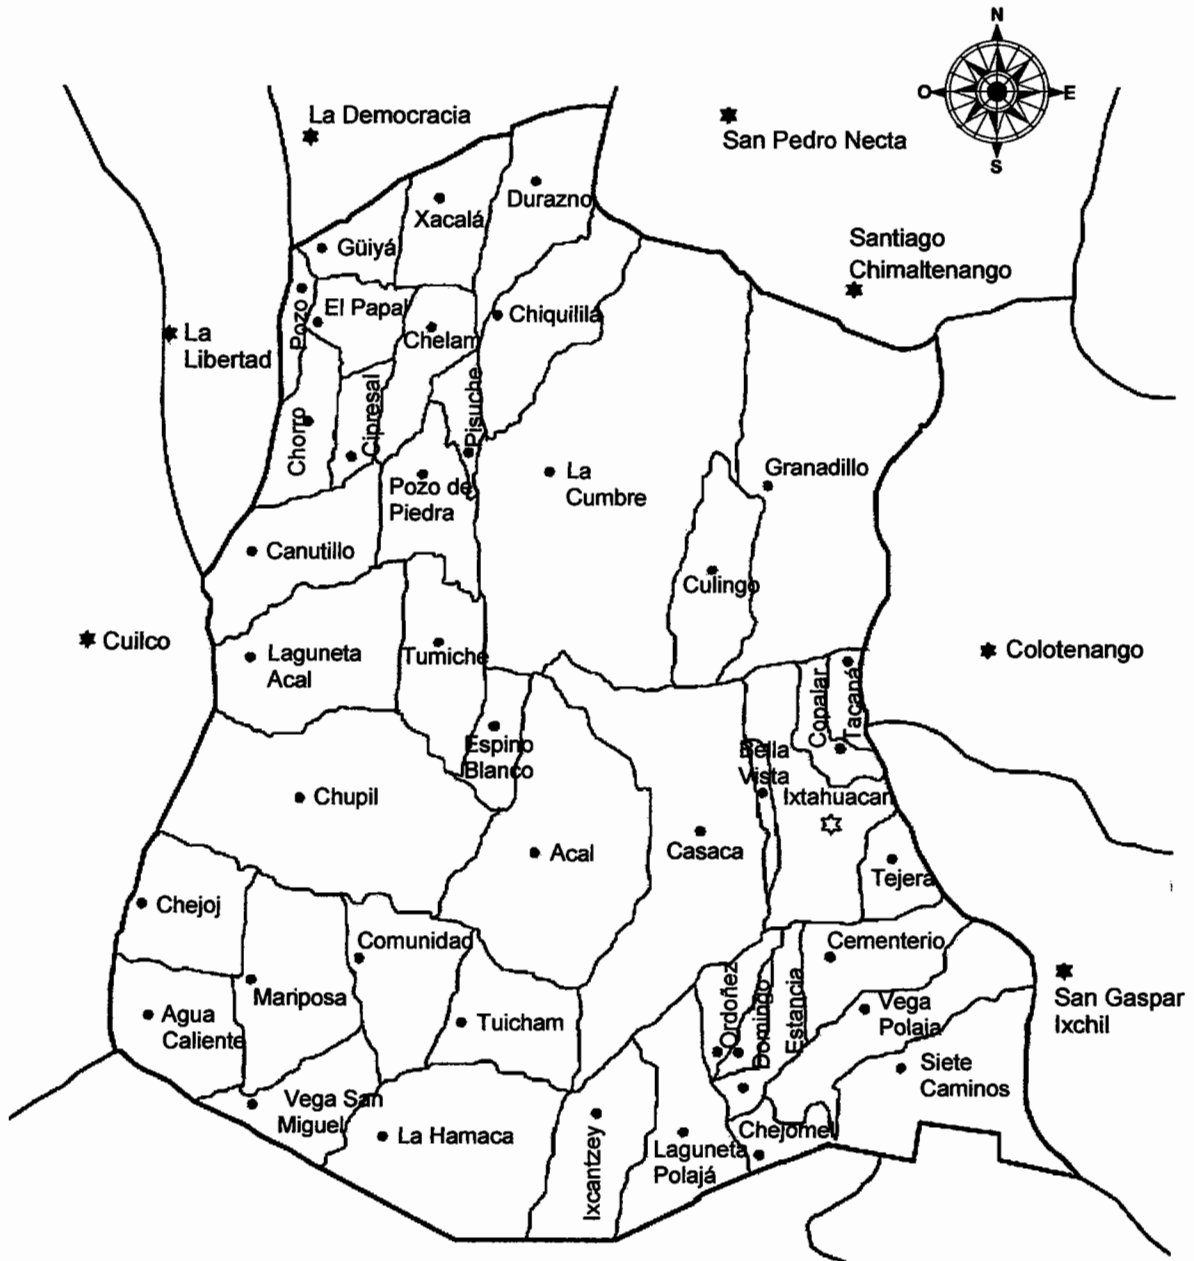 N
O
E
S
La Democracia
San Pedro Necta
Durazno
Xacalá
Güiyá
Santiago
Chimaltenango
Pozo
El Papal
Chiquililá
Chelam
La
Libertad
Cipresal
Pisuche
Chorro
La
Cumbre
Granadillo
Pozo de
Piedra
Canutillo
Culingo
Cuilco
Laguneta
Acal
Tumiche
Colotenango
Copalar
Tacaná
Espino
Blanco
Bella
Vista
Ixtahuacan
Chupil
Acal
Casaca
Tejera
Chejoj
Comunidad
Cementerio
Mariposa
Ordoñez
Domingo
Estancia
San Gaspar
Ixchil
Agua
Caliente
Tuicham
Vega
Polaja
Siete
Caminos
Vega San
Miguel
La Hamaca
Ixcantzey
Laguneta
Polajá
Chejomel